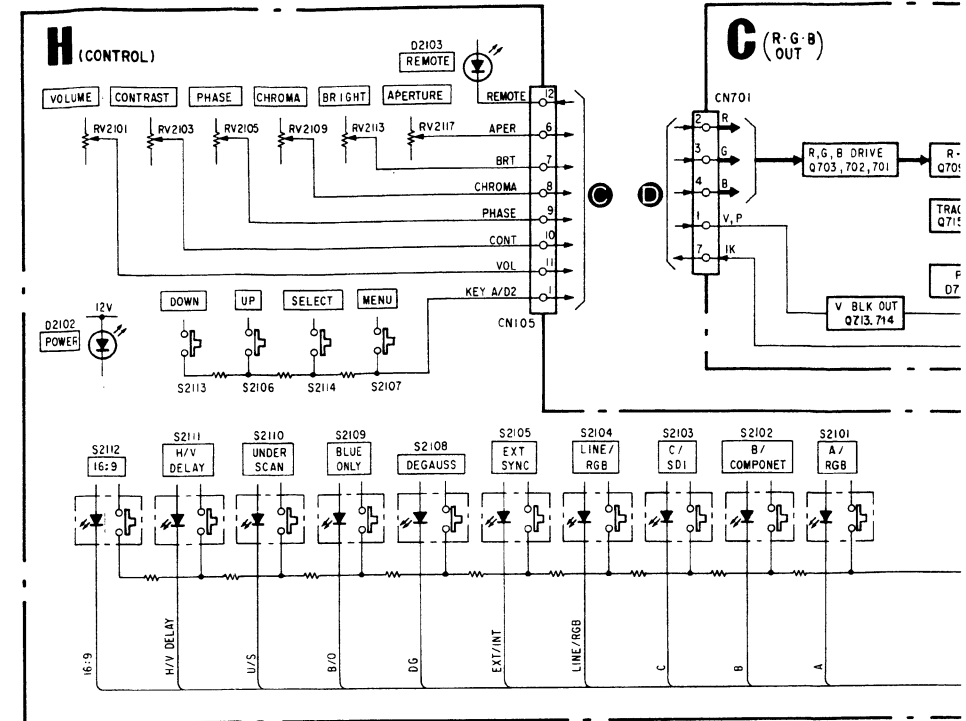 H (CONTROL)
D2103
REMOTE
VOLUME CONTRAST PHASE CHROMA BRIGHT APERTURE
RV2101 RV2103 RV2105 RV2109 RV2113 RV2117
REMOTE 12
APER 6
BRT 7
CHROMA 8
PHASE 9
CONT 10
VOL 11
KEY A/D2 1
CN105
C
D
C (R·G·B)
OUT
CN701
2 R
3 G
4 B
1 V,P
7 IK
R,G,B DRIVE
Q703,702,701
R-
Q709
TRAC
Q715
P
D7
V BLK OUT
Q713.714
12V
D2102
POWER
DOWN UP SELECT MENU
S2113 S2106 S2114 S2107
S2112
16:9
S2111
H/V
DELAY
S2110
UNDER
SCAN
S2109
BLUE
ONLY
S2108
DEGAUSS
S2105
EXT
SYNC
S2104
LINE/
RGB
S2103
C/
SDI
S2102
B/
COMPONET
S2101
A/
RGB
16:9
H/V DELAY
U/S
B/O
DG
EXT/INT
LINE/RGB
C
B
A